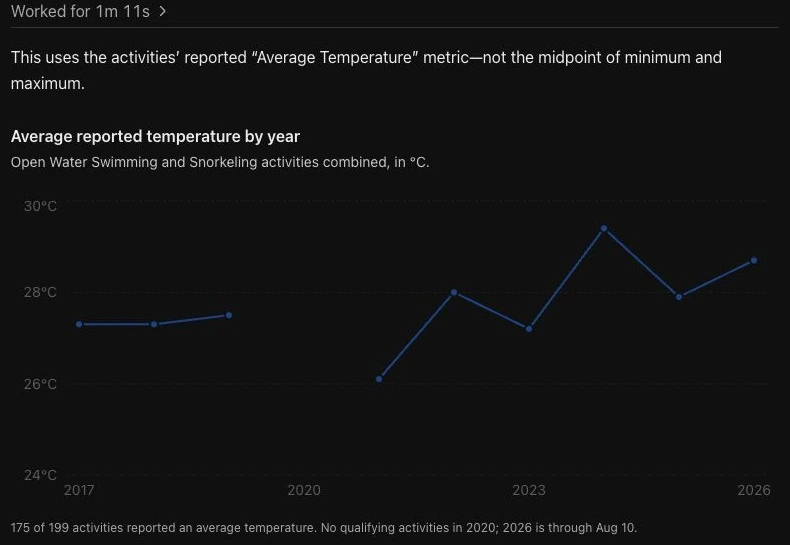 Worked for 1m 11s >
This uses the activities’ reported “Average Temperature” metric—not the midpoint of minimum and
maximum.
Average reported temperature by year
Open Water Swimming and Snorkeling activities combined, in °C.
30°C
28°C
26°C
24°C
2017 2020 2023 2026
175 of 199 activities reported an average temperature. No qualifying activities in 2020; 2026 is through Aug 10.